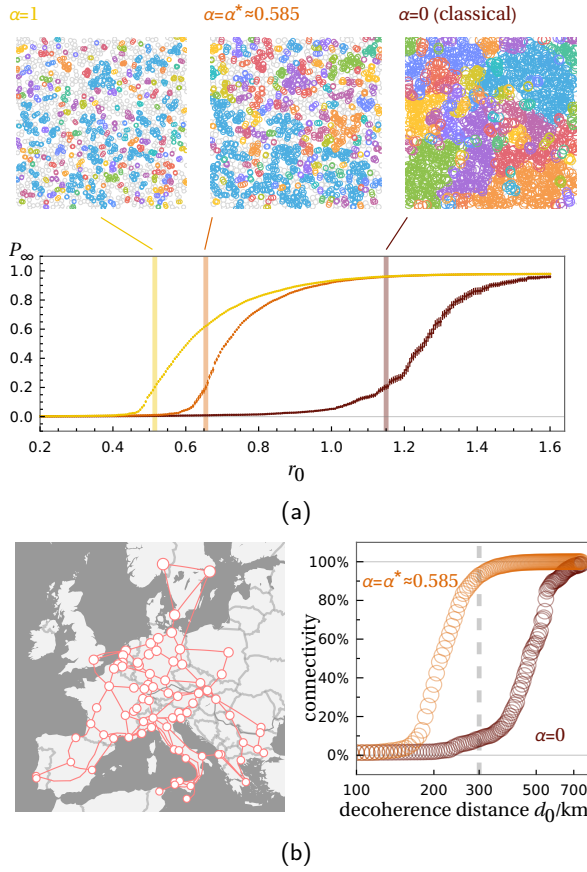 α=1 α=α*≈0.585 α=0 (classical)
P∞
1.0
0.8
0.6
0.4
0.2
0.0
0.2 0.4 0.6 0.8 1.0 1.2 1.4 1.6
r0
(a)
100%
α=α*≈0.585
80%
60%
40%
20%
α=0
0%
connectivity
100 200 300 500 700
decoherence distance d0/km
(b)